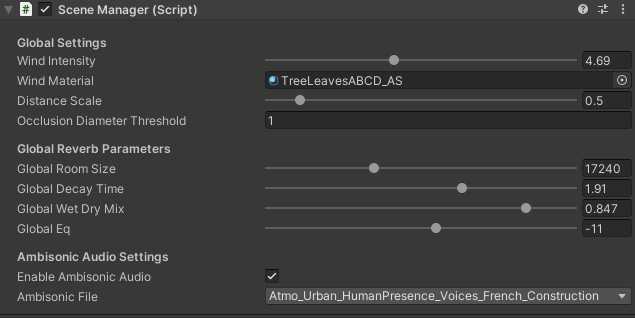 Scene Manager (Script)
Global Settings
Wind Intensity 4.69
Wind Material TreeLeavesABCD_AS
Distance Scale 0.5
Occlusion Diameter Threshold 1
Global Reverb Parameters
Global Room Size 17240
Global Decay Time 1.91
Global Wet Dry Mix 0.847
Global Eq -11
Ambisonic Audio Settings
Enable Ambisonic Audio
Ambisonic File Atmo_Urban_HumanPresence_Voices_French_Construction